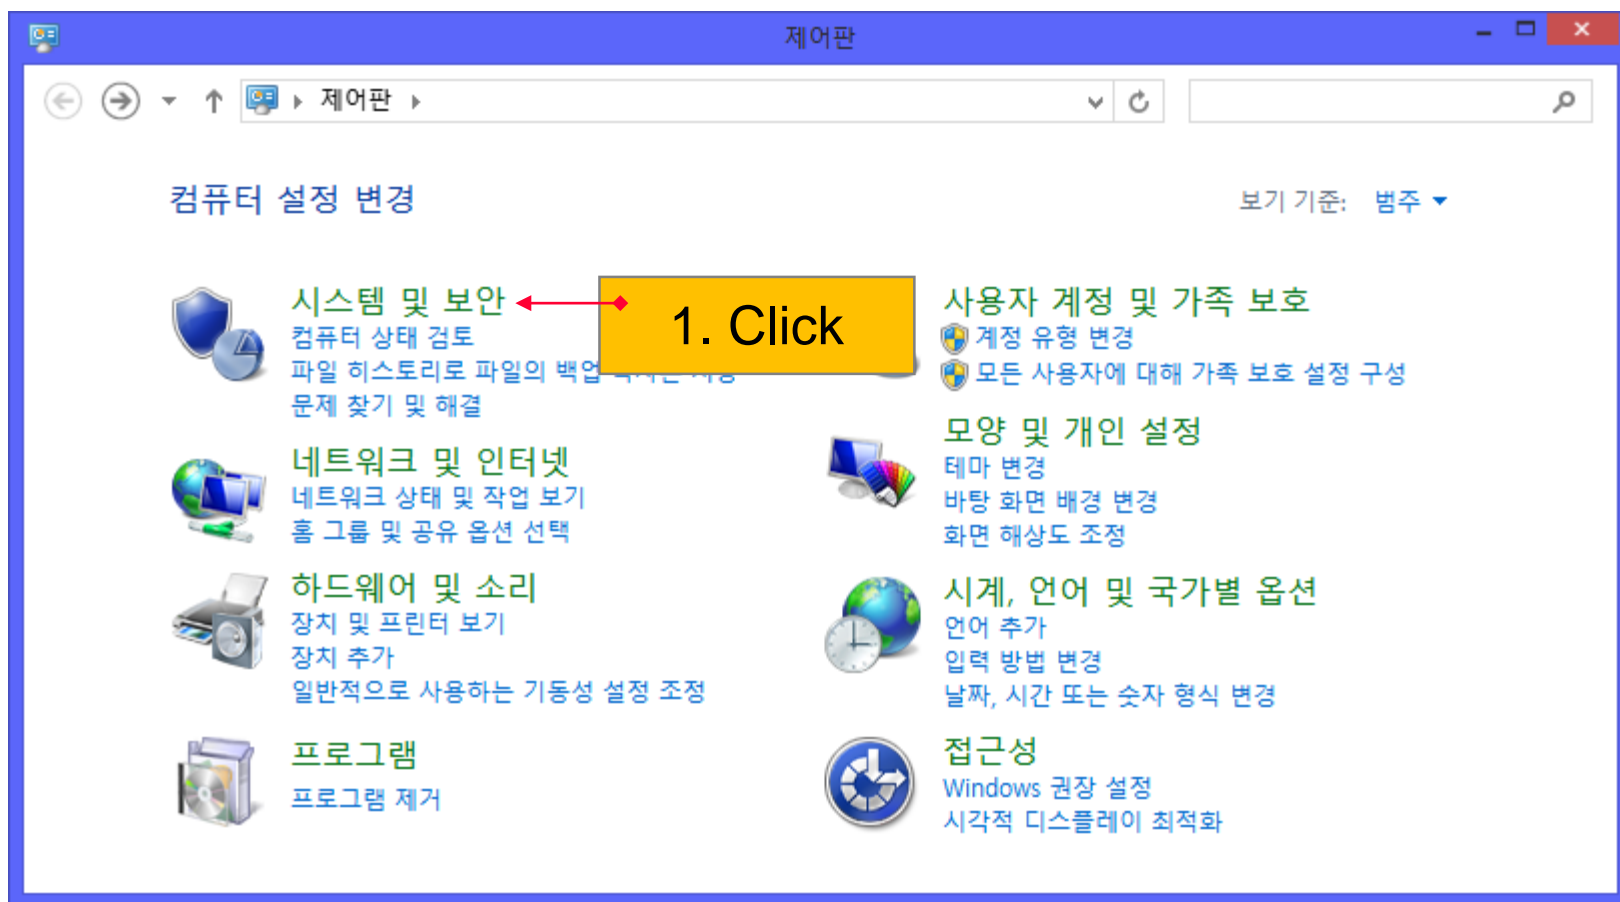 제어판
제어판
컴퓨터 설정 변경
보기 기준: 범주
시스템 및 보안
컴퓨터 상태 검토
파일 히스토리로 파일의 백업
문제 찾기 및 해결
1. Click
네트워크 및 인터넷
네트워크 상태 및 작업 보기
홈 그룹 및 공유 옵션 선택
하드웨어 및 소리
장치 및 프린터 보기
장치 추가
일반적으로 사용하는 기동성 설정 조정
프로그램
프로그램 제거
사용자 계정 및 가족 보호
계정 유형 변경
모든 사용자에 대해 가족 보호 설정 구성
모양 및 개인 설정
테마 변경
바탕 화면 배경 변경
화면 해상도 조정
시계, 언어 및 국가별 옵션
언어 추가
입력 방법 변경
날짜, 시간 또는 숫자 형식 변경
접근성
Windows 권장 설정
시각적 디스플레이 최적화